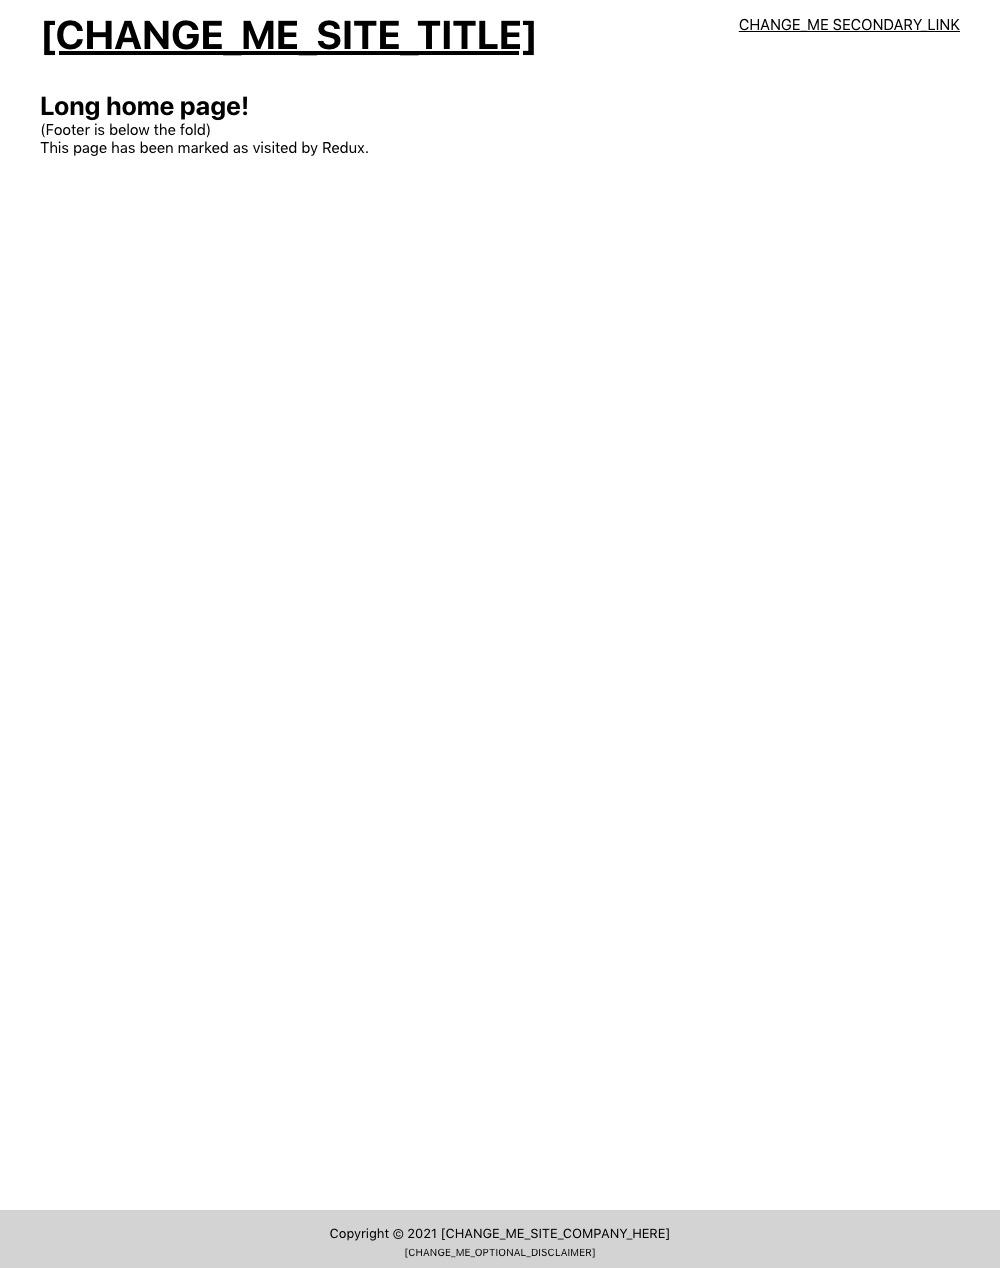 [CHANGE_ME_SITE_TITLE]
CHANGE_ME SECONDARY_LINK
Long home page!
(Footer is below the fold)
This page has been marked as visited by Redux.
Copyright © 2021 [CHANGE_ME_SITE_COMPANY_HERE]
[CHANGE_ME_OPTIONAL_DISCLAIMER]